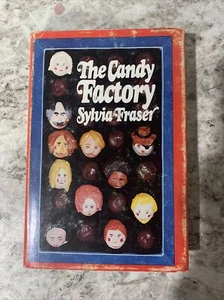 The Candy
Factory
Sylvia Fraser